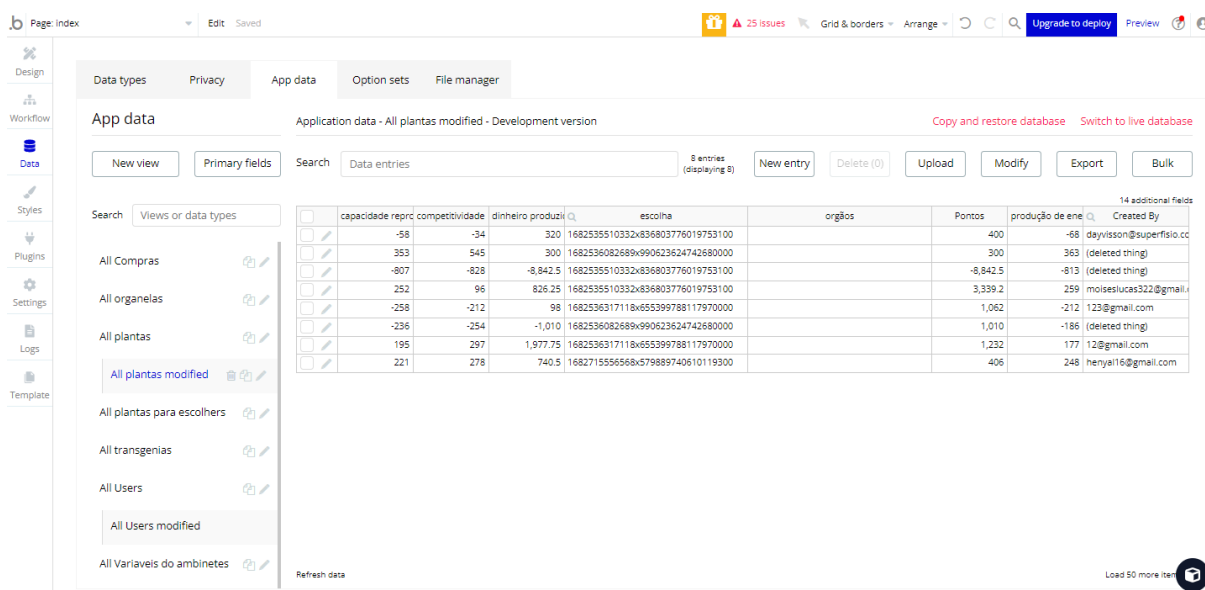 .b Page: index Edit Saved 25 issues Grid & borders Arrange Upgrade to deploy Preview
Design
Workflow
Data
Styles
Plugins
Settings
Logs
Template
Data types Privacy App data Option sets File manager
App data
Application data - All plantas modified - Development version Copy and restore database Switch to live database
New view Primary fields Search Data entries 8 entries (displaying 8) New entry Delete (0) Upload Modify Export Bulk
14 additional fields
Search Views or data types
All Compras
All organelas
All plantas
All plantas modified
All plantas para escolhers
All transgenias
All Users
All Users modified
All Variaveis do ambinetes
capacidade repro competitividade dinheiro produzi escolha orgãos Pontos produção de ene Created By
-58 -34 320 1682535510332x836803776019753100 400 -68 dayvisson@superfisio.cc
353 545 300 1682536082689x990623624742680000 300 363 (deleted thing)
-807 -828 -8,842.5 1682535510332x836803776019753100 -8,842.5 -813 (deleted thing)
252 96 826.25 1682535510332x836803776019753100 3,339.2 259 moiseslucas322@gmail.
-258 -212 98 1682536317118x655399788117970000 1,062 -212 123@gmail.com
-236 -254 -1,010 1682536082689x990623624742680000 1,010 -186 (deleted thing)
195 297 1,977.75 1682536317118x655399788117970000 1,232 177 12@gmail.com
221 278 740.5 1682715556568x579889740610119300 406 248 henyal16@gmail.com
Refresh data Load 50 more iten